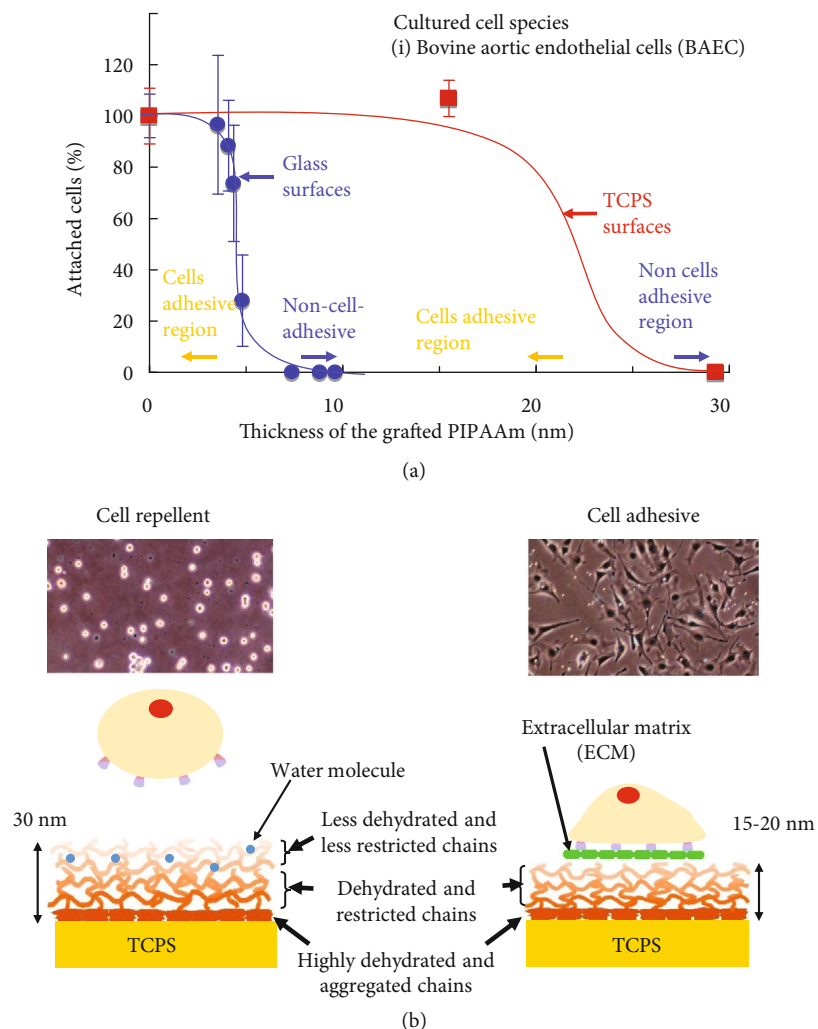 Cultured cell species
(i) Bovine aortic endothelial cells (BAEC)
120
100
80
60
40
20
0
Attached cells (%)
Glass
surfaces
TCPS
surfaces
Cells
adhesive
region
Non-cell-
adhesive
Cells adhesive
region
Non cells
adhesive
region
0
10
20
30
Thickness of the grafted PIPAAm (nm)
(a)
Cell repellent
Cell adhesive
Extracellular matrix
(ECM)
Water molecule
30 nm
Less dehydrated and
less restricted chains
15-20 nm
Dehydrated and
restricted chains
TCPS
Highly dehydrated and
aggregated chains
TCPS
(b)